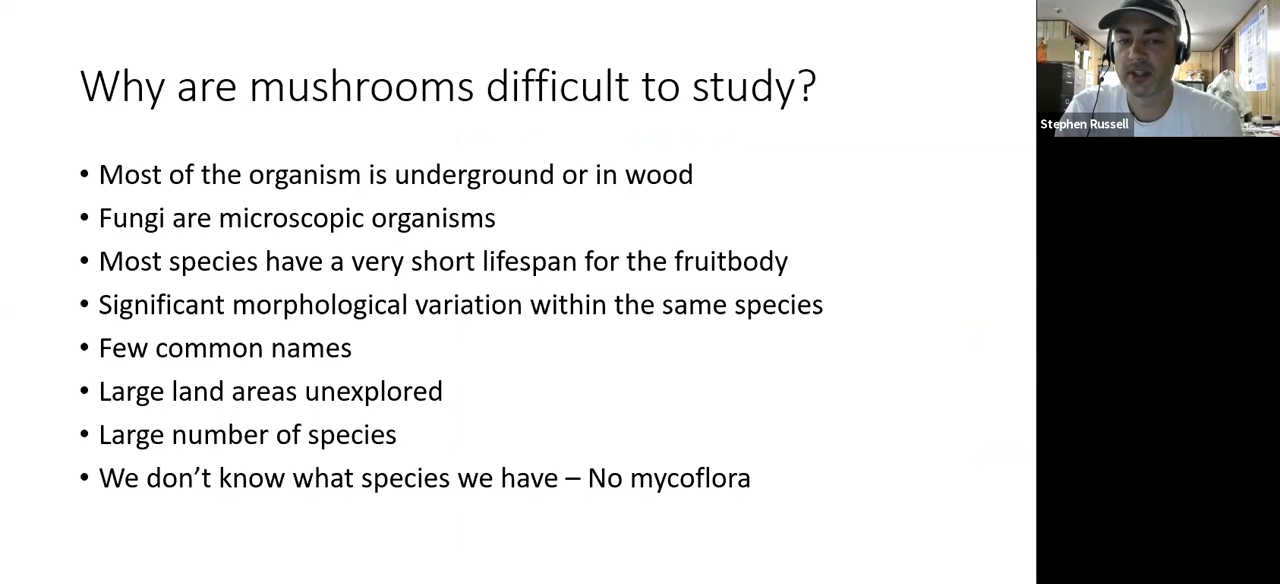 Why are mushrooms difficult to study?
• Most of the organism is underground or in wood
• Fungi are microscopic organisms
• Most species have a very short lifespan for the fruitbody
• Significant morphological variation within the same species
• Few common names
• Large land areas unexplored
• Large number of species
• We don’t know what species we have – No mycoflora
Stephen Russell